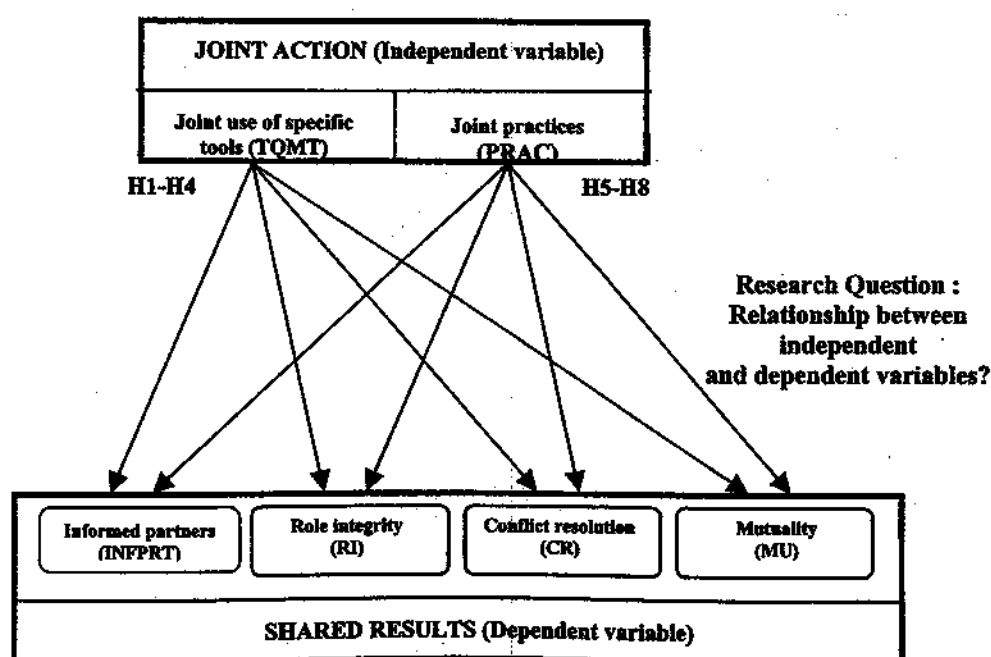 JOINT ACTION (Independent variable)
Joint use of specific
tools (TQMT)
Joint practices
(PRAC)
H1-H4
H5-H8
Research Question :
Relationship between
independent
and dependent variables?
Informed partners
(INFPRT)
Role integrity
(RI)
Conflict resolution
(CR)
Mutuality
(MU)
SHARED RESULTS (Dependent variable)